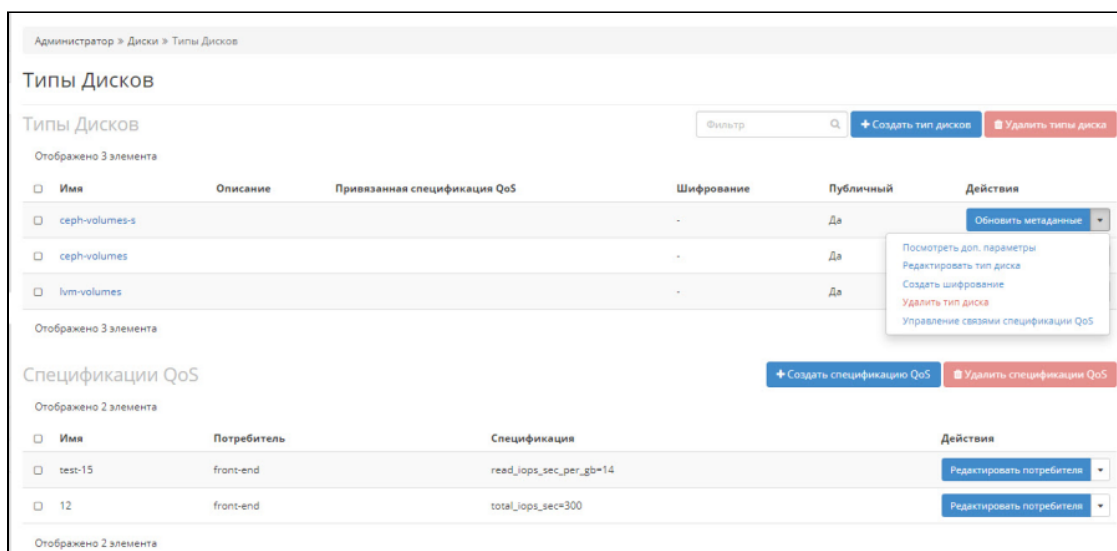 Администратор » Диски » Типы Дисков
Типы Дисков
Типы Дисков Фильтр Создать тип дисков Удалить типы диска
Отображено 3 элемента
Имя Описание Привязанная спецификация QoS Шифрование Публичный Действия
ceph-volumes-s - Да Обновить метаданные
Посмотреть доп. параметры
ceph-volumes - Да
Редактировать тип диска
Создать шифрование
lvm-volumes - Да
Удалить тип диска
Управление связями спецификации QoS
Отображено 3 элемента
Спецификации QoS Создать спецификацию QoS Удалить спецификации QoS
Отображено 2 элемента
Имя Потребитель Спецификация Действия
test-15 front-end read_iops_sec_per_gb=14 Редактировать потребителя
12 front-end total_iops_sec=300 Редактировать потребителя
Отображено 2 элемента